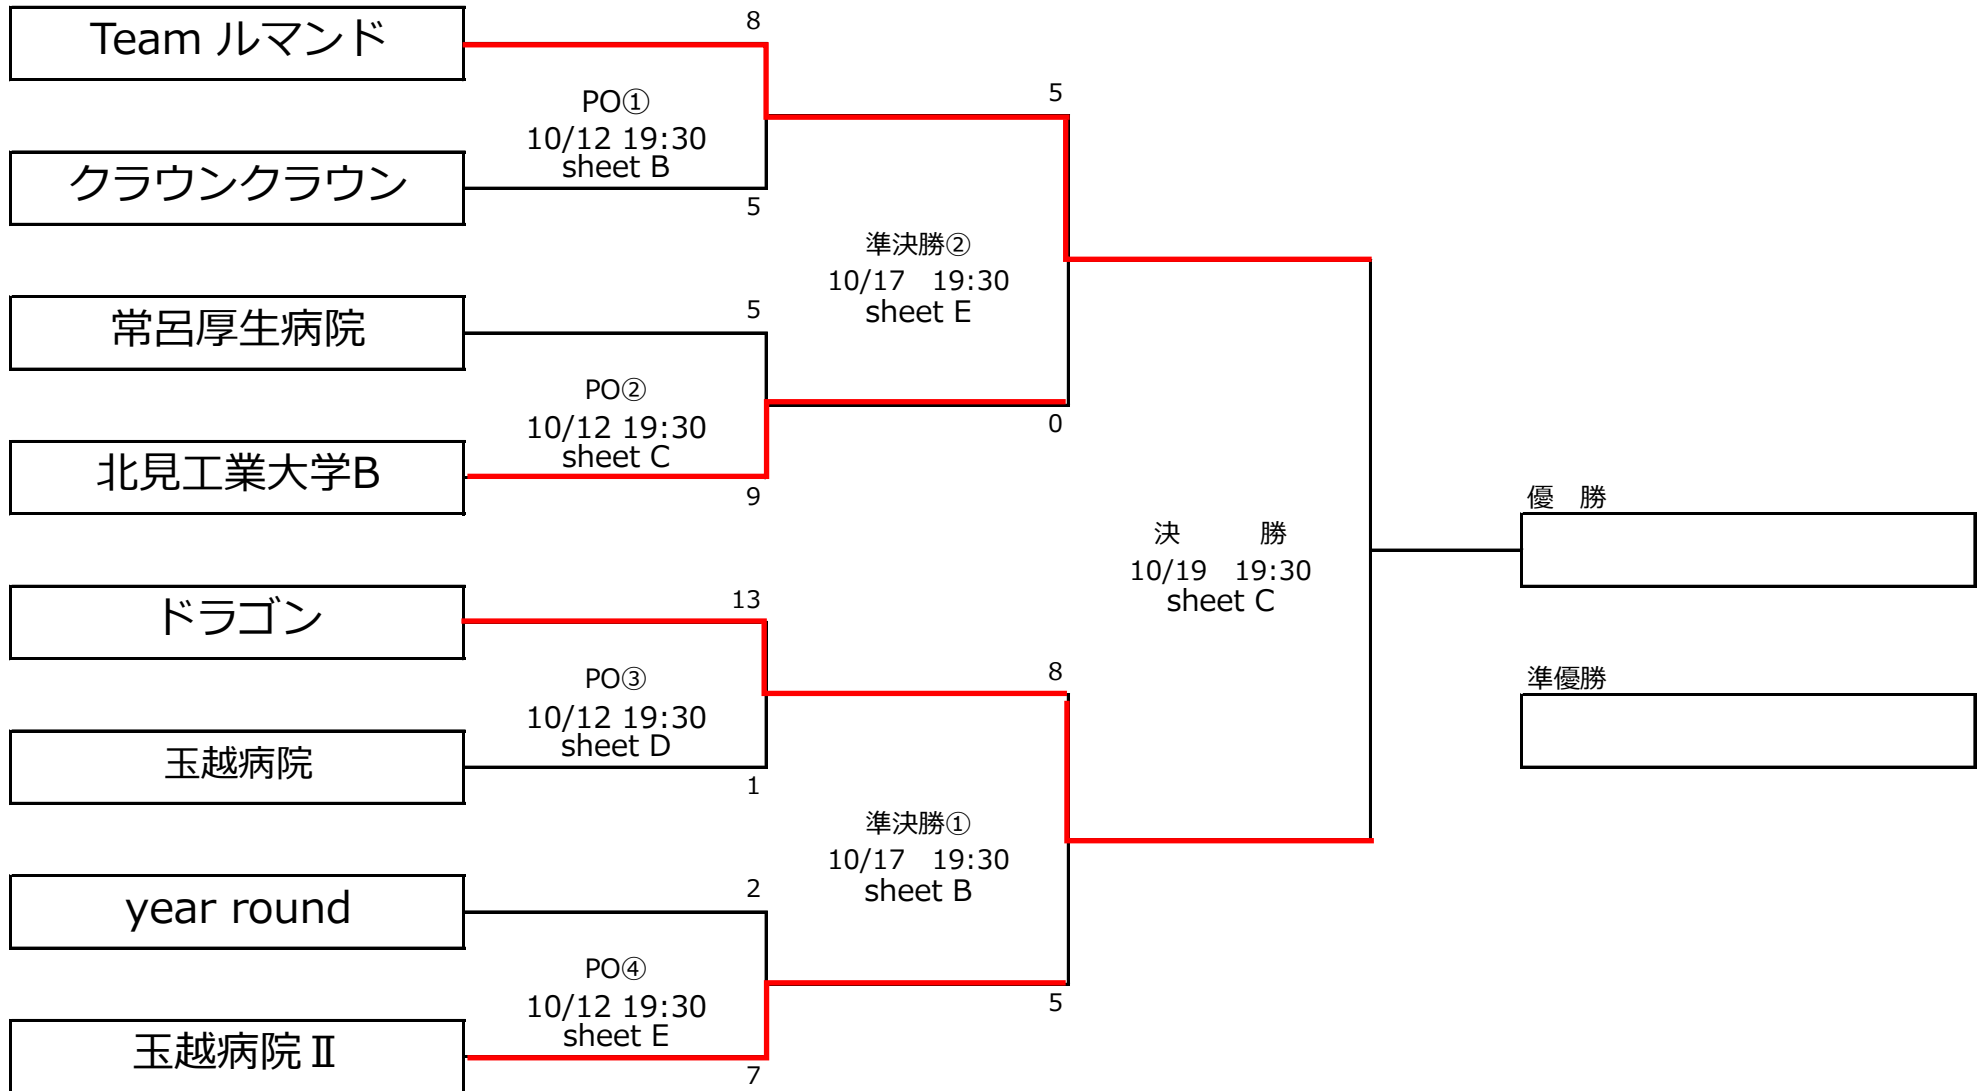 Team ルマンド
8
PO①
10/12 19:30
sheet B
クラウンクラウン
5
常呂厚生病院
5
PO②
10/12 19:30
sheet C
北見工業大学B
9
ドラゴン
13
PO③
10/12 19:30
sheet D
玉越病院
1
year round
2
PO④
10/12 19:30
sheet E
玉越病院Ⅱ
7
5
準決勝②
10/17 19:30
sheet E
0
8
準決勝①
10/17 19:30
sheet B
5
決 勝
10/19 19:30
sheet C
優 勝
準優勝